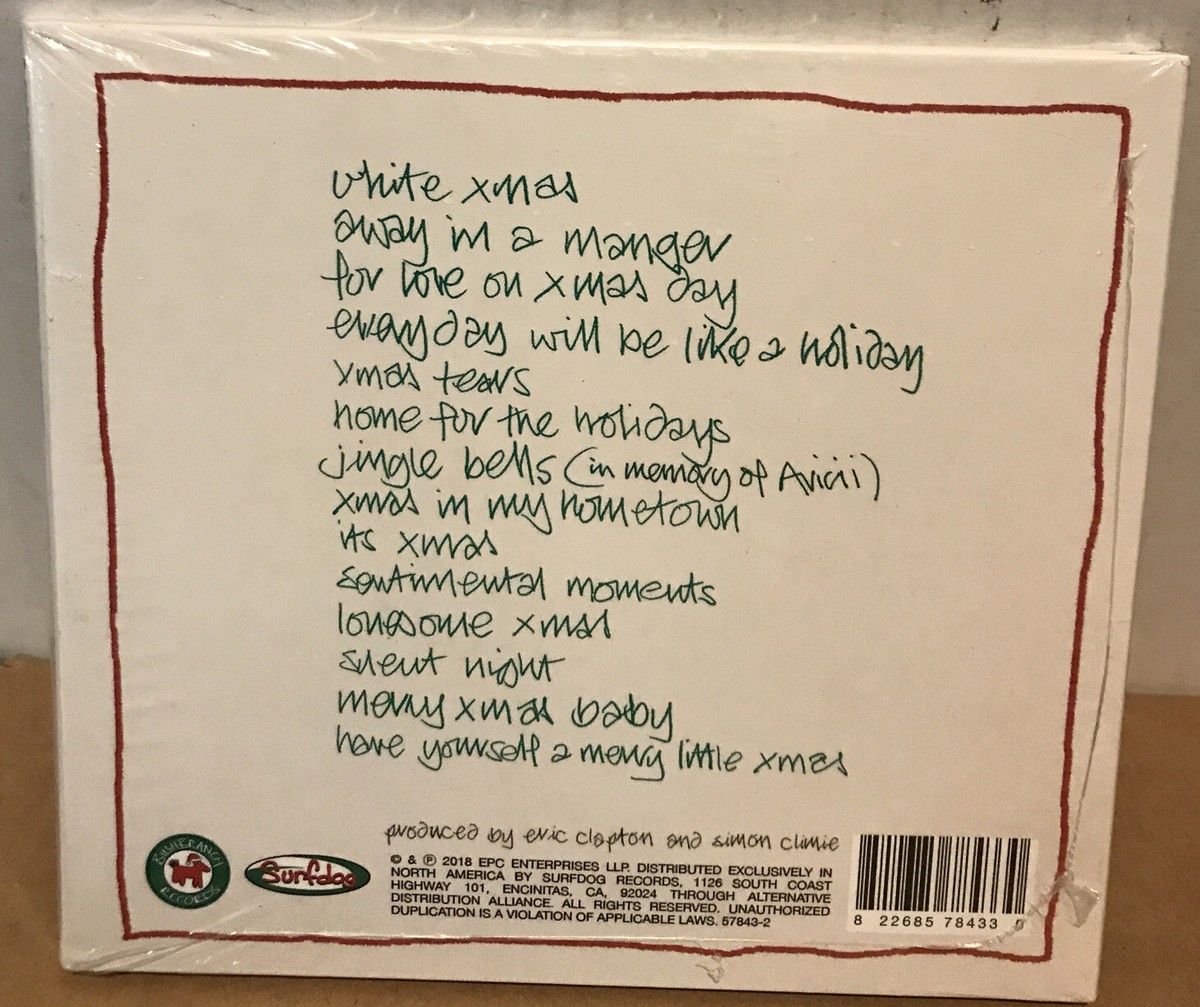 white xmas
away in a manger
for love on xmas day
everyday will be like a holiday
xmas tears
home for the holidays
jingle bells (in memory of Avicii)
xmas in my hometown
its xmas
sentimental moments
lonesome xmas
silent night
merry xmas baby
have yourself a merry little xmas
produced by eric clapton and simon climie
© & ℗ 2018 EPC ENTERPRISES LLP. DISTRIBUTED EXCLUSIVELY IN
NORTH AMERICA BY SURFDOG RECORDS, 1126 SOUTH COAST
HIGHWAY 101, ENCINITAS, CA, 92024 THROUGH ALTERNATIVE
DISTRIBUTION ALLIANCE. ALL RIGHTS RESERVED. UNAUTHORIZED
DUPLICATION IS A VIOLATION OF APPLICABLE LAWS. 57843-2
RECORDS
Surfdog
8 22685 78433